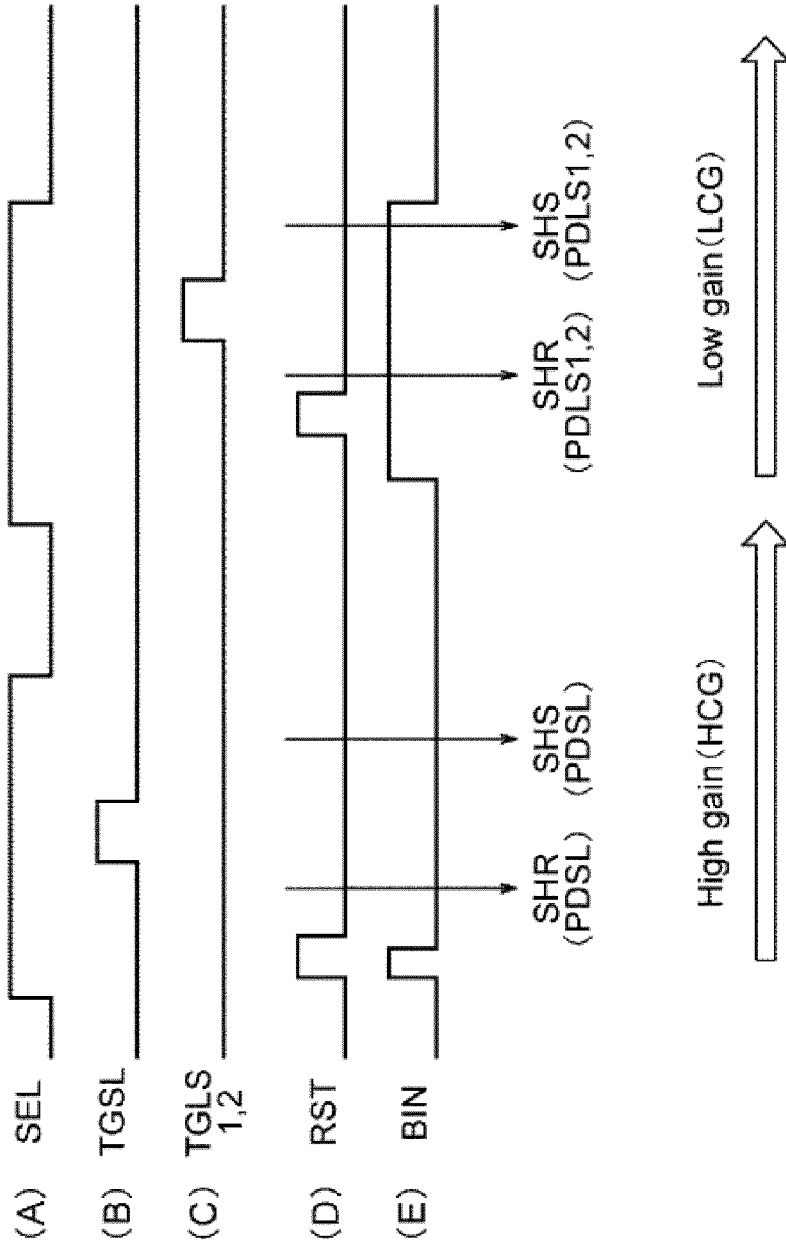 (A) SEL
(B) TGSL
(C) TGLS
1,2
(D) RST
(E) BIN
SHR
(PDSL)
SHS
(PDSL)
SHR
(PDLS1,2)
SHS
(PDLS1,2)
High gain(HCG)
Low gain(LCG)